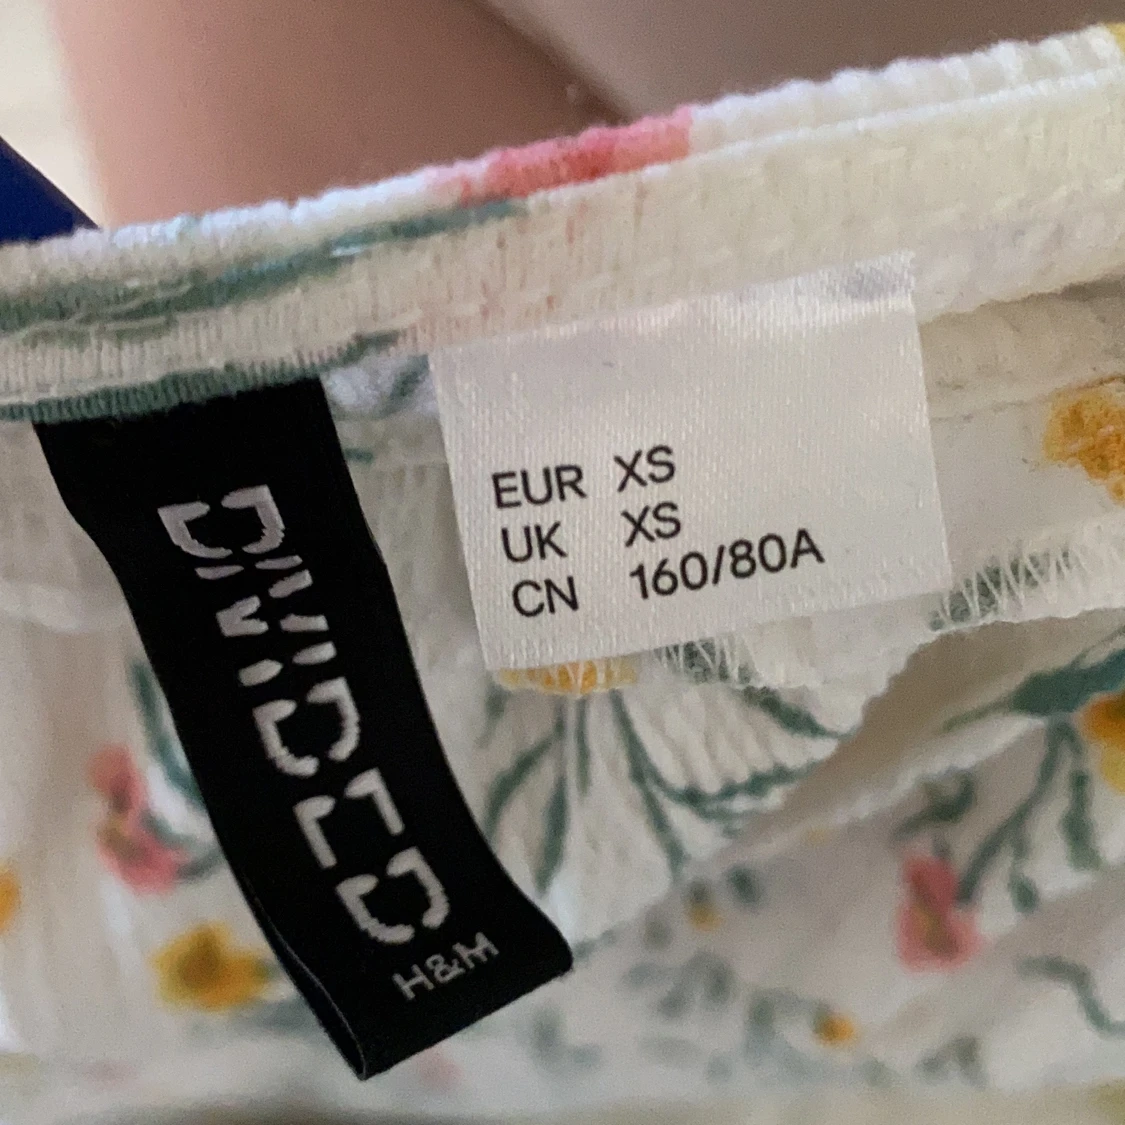 DIVIDED
H&M
EUR XS
UK XS
CN 160/80A